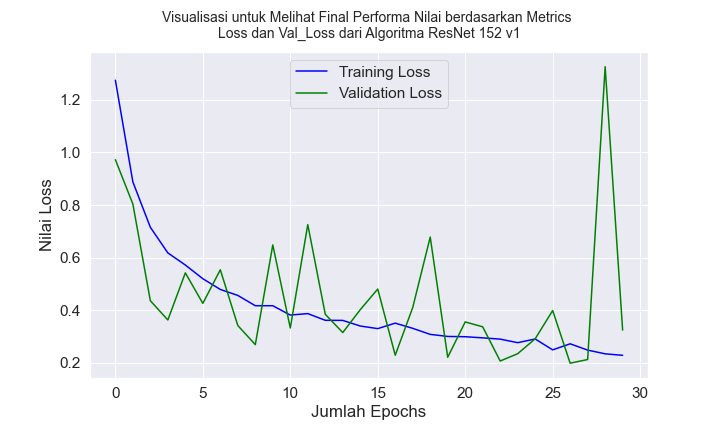 Visualisasi untuk Melihat Final Performa Nilai berdasarkan Metrics
Loss dan Val_Loss dari Algoritma ResNet 152 v1
Training Loss
Validation Loss
Nilai Loss
1.2
1.0
0.8
0.6
0.4
0.2
0 5 10 15 20 25 30
Jumlah Epochs